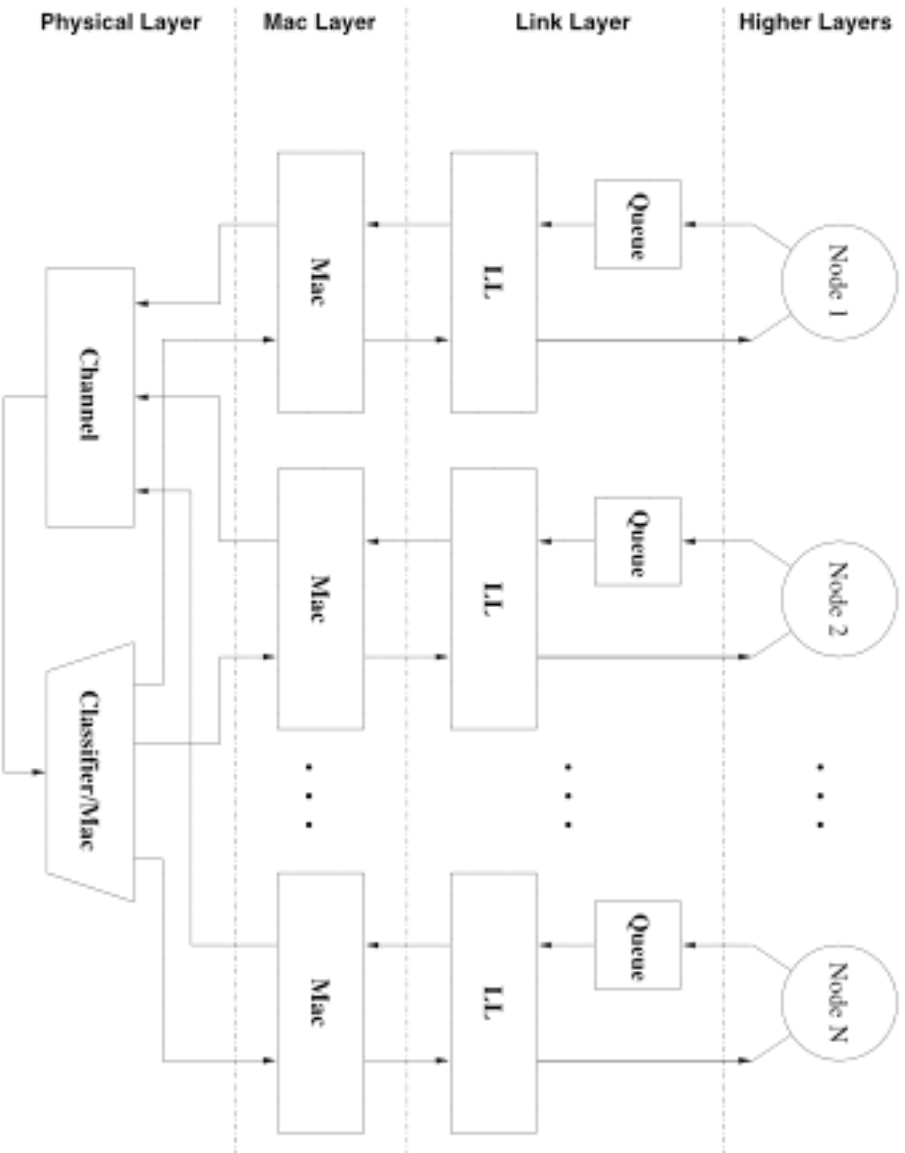 Physical Layer
Mac Layer
Link Layer
Higher Layers
Mac
LL
Queue
Node 1
Channel
Mac
LL
Queue
Node 2
Classifier/Mac
Mac
LL
Queue
Node N